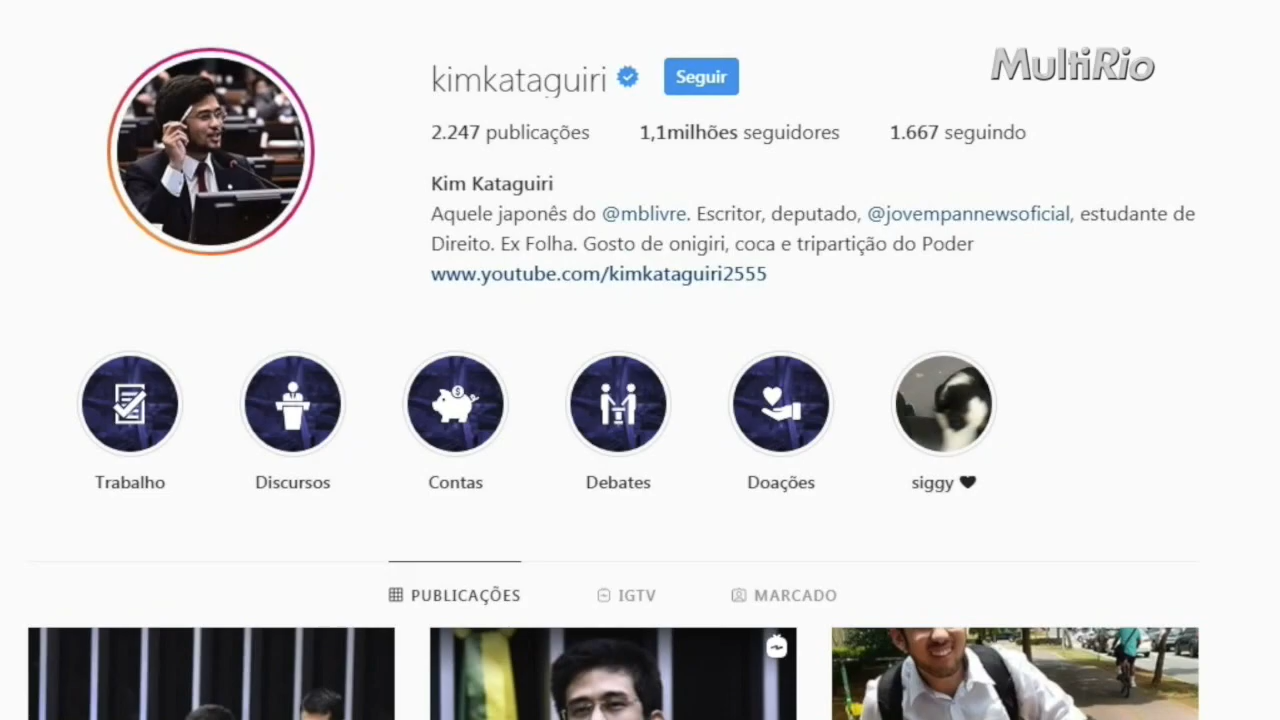 MultiRio
kimkataguiri Seguir
2.247 publicações 1,1milhões seguidores 1.667 seguindo
Kim Kataguiri
Aquele japonês do @mblivre. Escritor, deputado, @jovempannewsoficial, estudante de
Direito. Ex Folha. Gosto de onigiri, coca e tripartição do Poder
www.youtube.com/kimkataguiri2555
Trabalho Discursos Contas Debates Doações siggy 🖤
PUBLICAÇÕES IGTV MARCADO